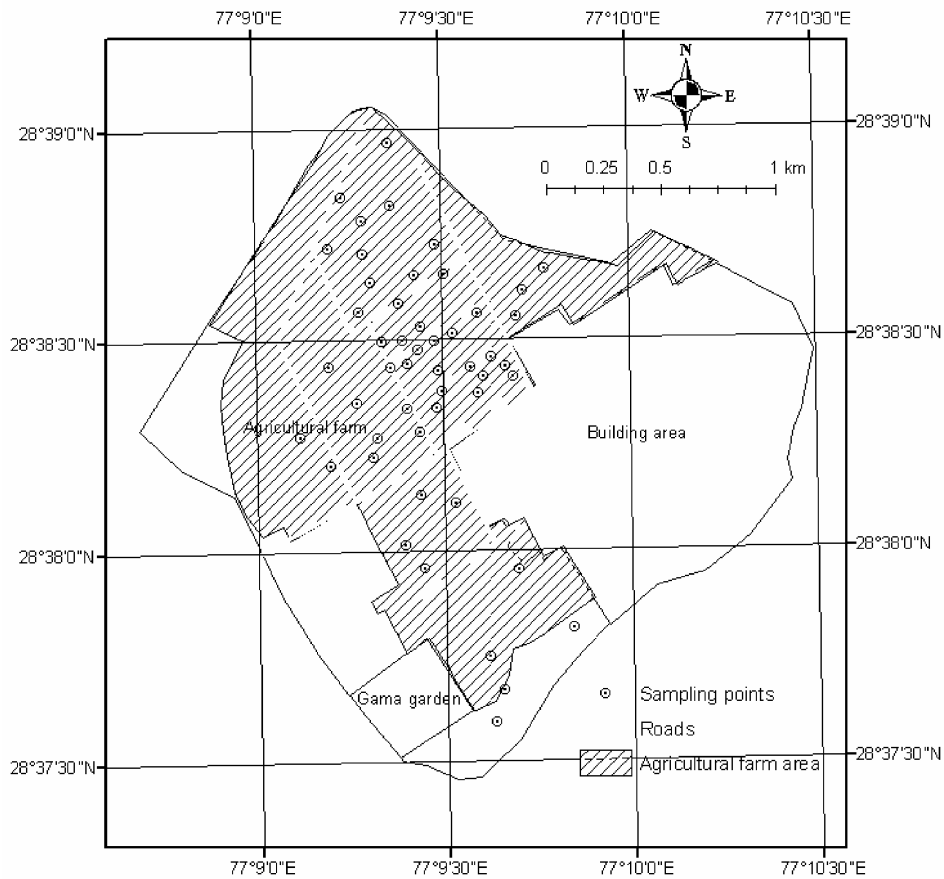 77°9'0"E 77°9'30"E 77°10'0"E 77°10'30"E
N
W E
S
28°39'0"N 28°39'0"N
0 0.25 0.5 1 km
28°38'30"N 28°38'30"N
Agricultural farm Building area
28°38'0"N 28°38'0"N
Gama garden Sampling points
Roads
28°37'30"N 28°37'30"N
Agricultural farm area
77°9'0"E 77°9'30"E 77°10'0"E 77°10'30"E